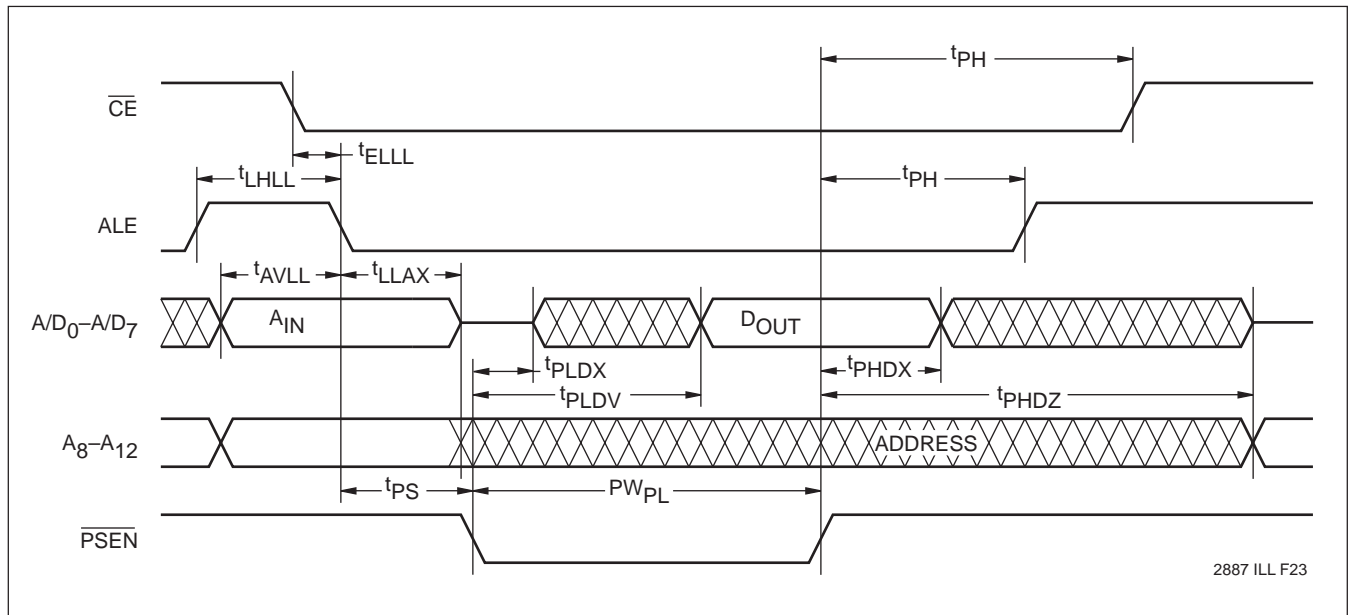 tPH
CE
tELLL
tLHLL
tPH
ALE
tAVLL
tLLAX
A/D0–A/D7
AIN
DOUT
tPLDX
tPHDX
tPLDV
tPHDZ
A8–A12
ADDRESS
tPS
PWPL
PSEN
2887 ILL F23